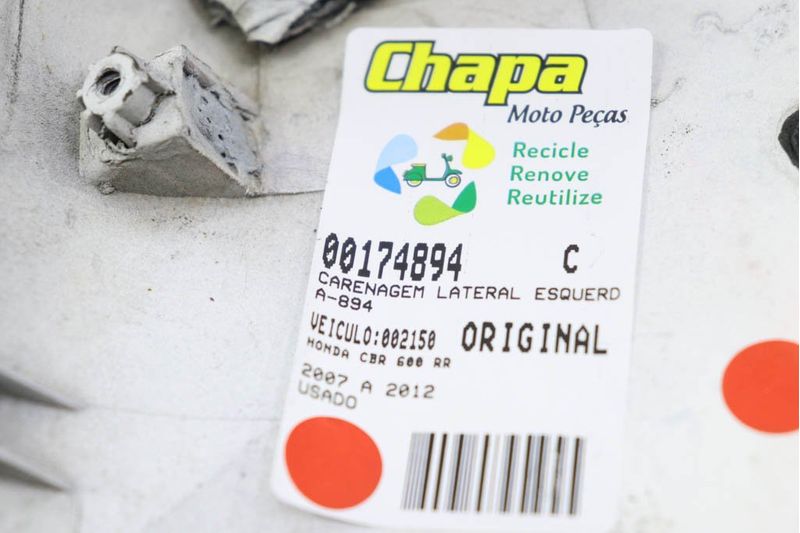 Chapa
Moto Peças
Recicle
Renove
Reutilize
00174894 C
CARENAGEM LATERAL ESQUERD
A-894
VEICULO:002150 ORIGINAL
HONDA CBR 600 RR
2007 A 2012
USADO